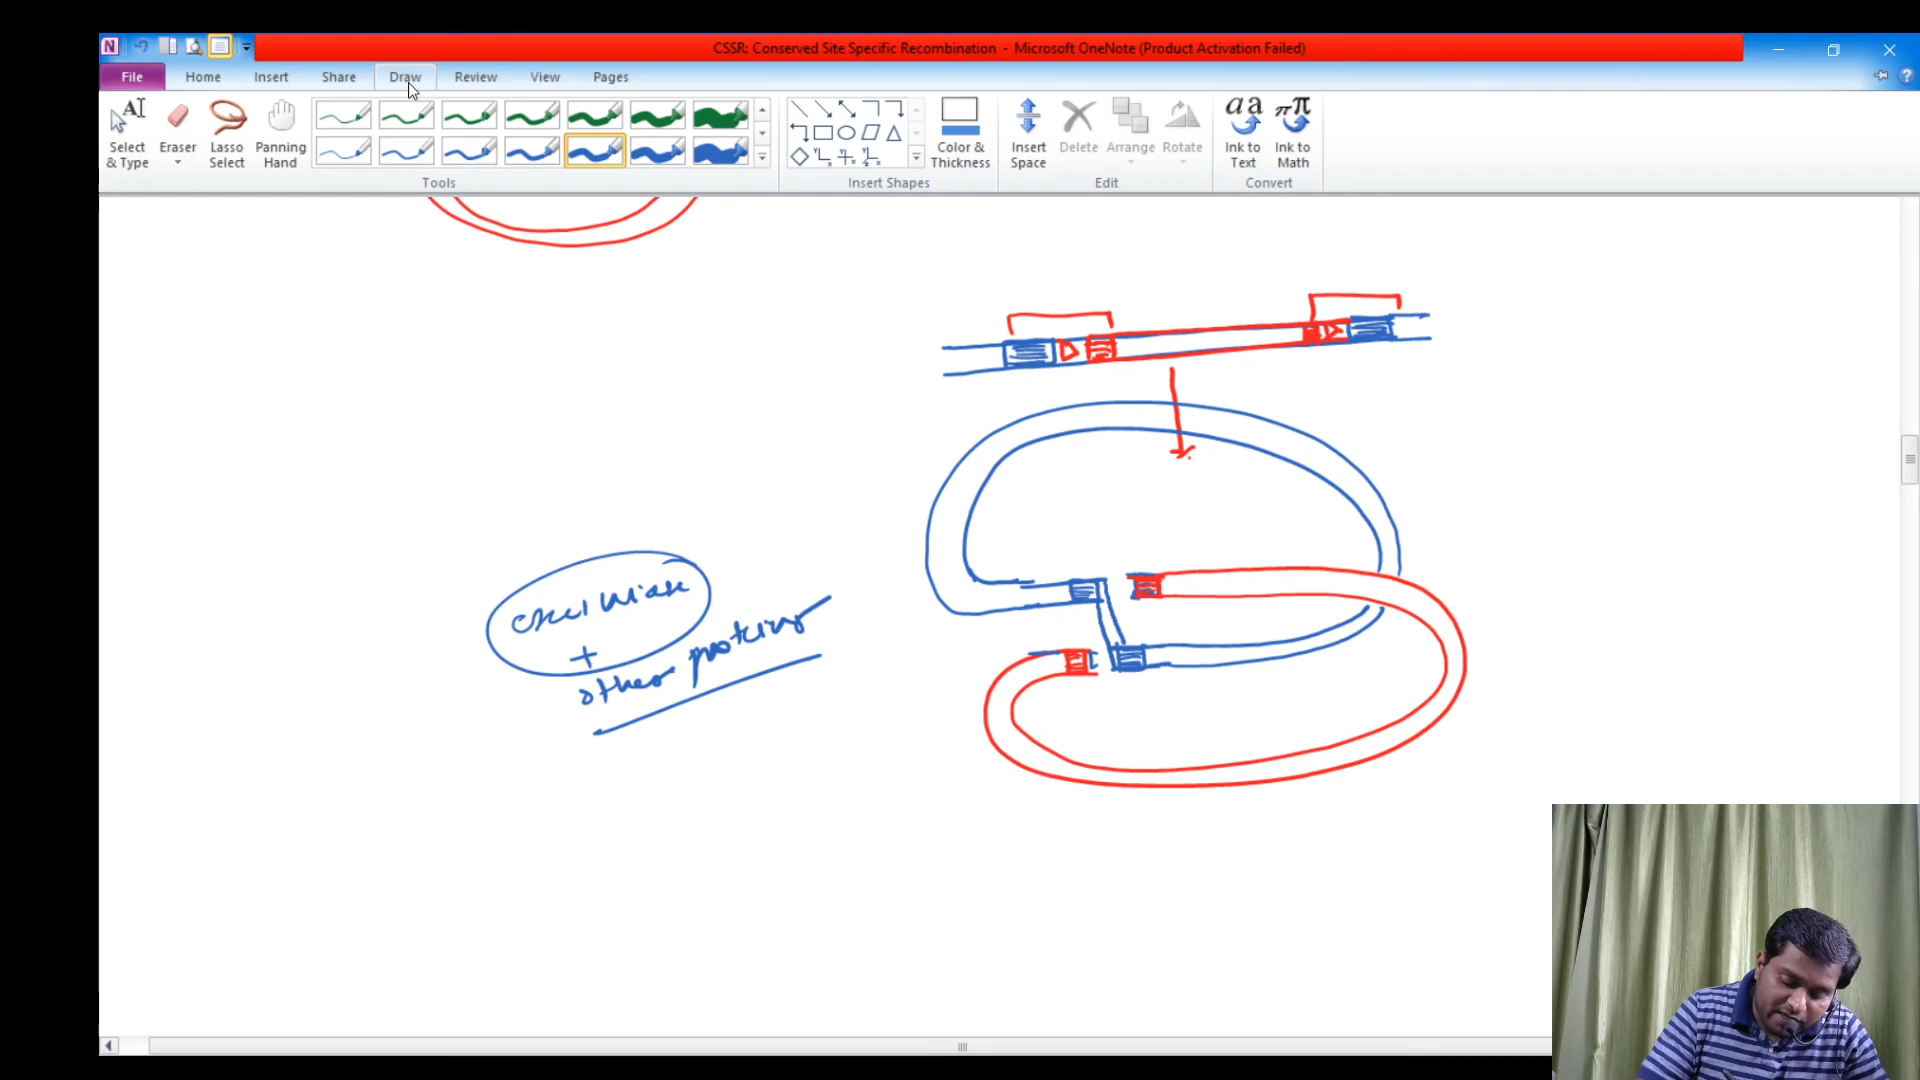 CSSR: Conserved Site Specific Recombination - Microsoft OneNote (Product Activation Failed)
File Home Insert Share Draw Review View Pages
Select & Type
Eraser
Lasso Select
Panning Hand
Color & Thickness
Insert Space
Delete
Arrange
Rotate
Ink to Text
Ink to Math
Tools
Insert Shapes
Edit
Convert
+
other proteins